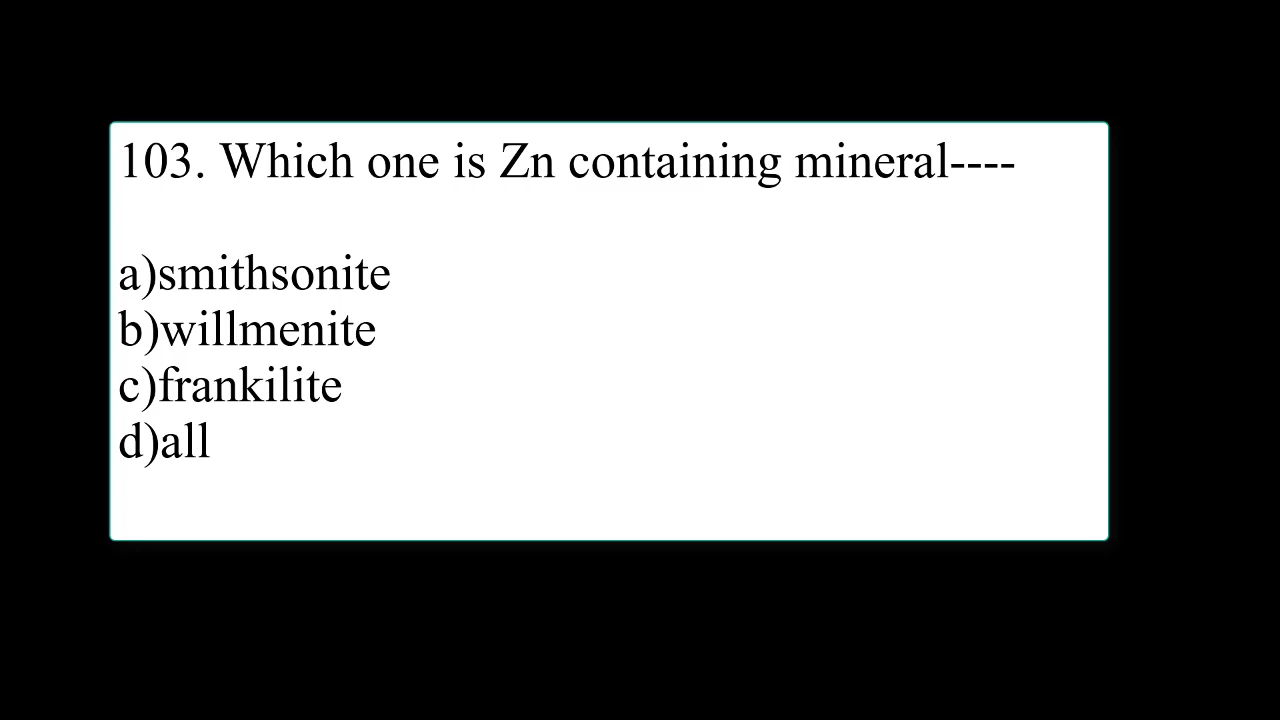 103. Which one is Zn containing mineral----
a)smithsonite
b)willmenite
c)frankilite
d)all